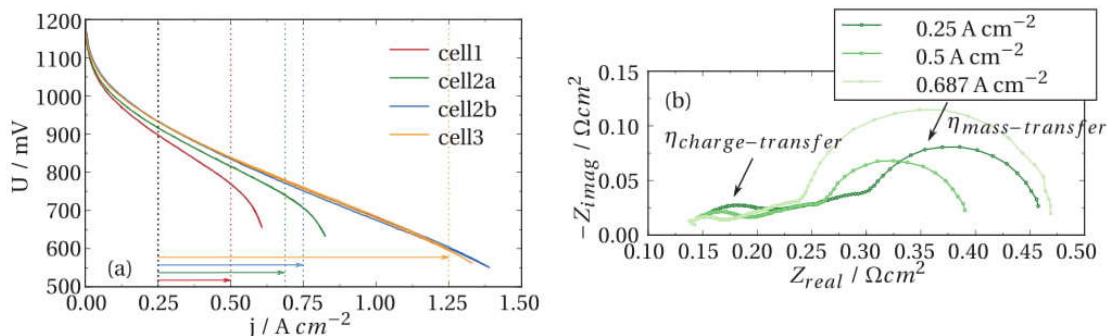 1200
1100
1000
900
800
700
600
500
U / mV
cell1
cell2a
cell2b
cell3
(a)
0.00 0.25 0.50 0.75 1.00 1.25 1.50
j / A cm⁻²
0.25 A cm⁻²
0.5 A cm⁻²
0.687 A cm⁻²
0.15
0.10
0.05
0.00
−Z_imag / Ωcm²
(b)
η_charge−transfer
η_mass−transfer
0.10 0.15 0.20 0.25 0.30 0.35 0.40 0.45 0.50
Z_real / Ωcm²